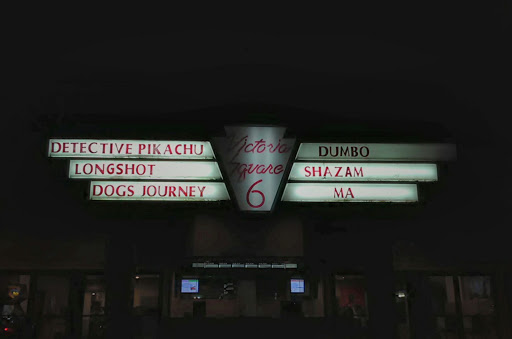 DETECTIVE PIKACHU
LONGSHOT
DOGS JOURNEY
Victoria
Square
6
DUMBO
SHAZAM
MA